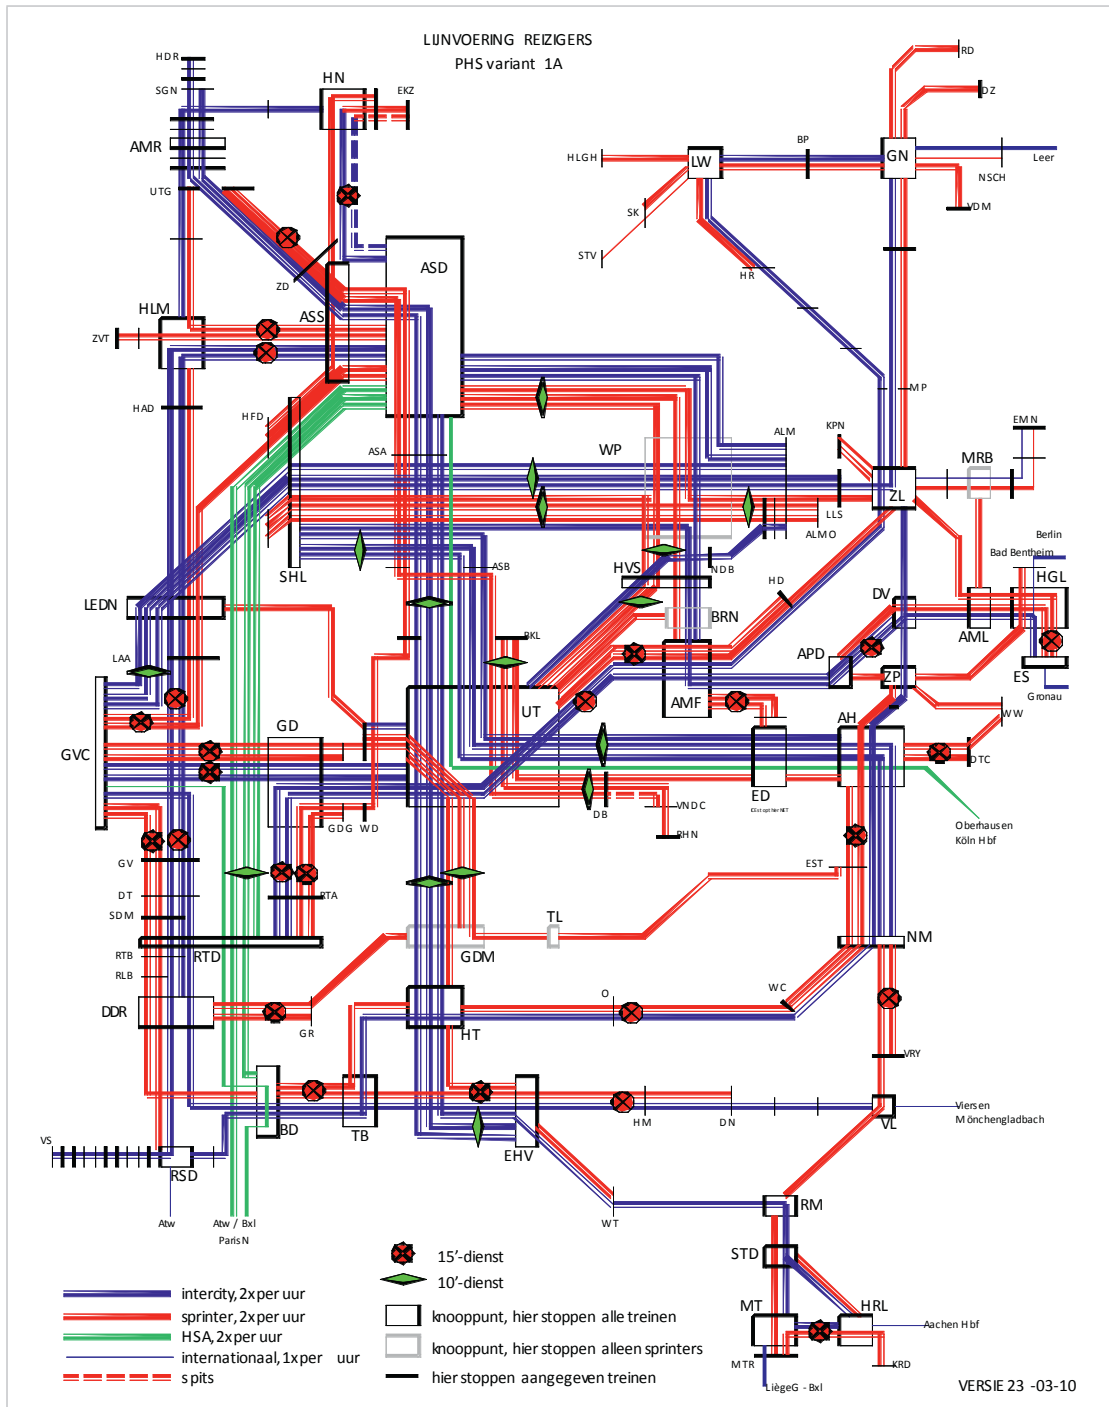 LIJNVOERING REIZIGERS
PHS variant 1A
HDR
SGN
HN
EKZ
RD
DZ
AMR
HLGH
LW
BP
GN
Leer
NSCH
UTG
SK
VDM
STV
ASD
HR
ZD
HLM
ASS
ZVT
MP
HAD
HFD
KPN
EMN
ASA
WP
ALM
MRB
ZL
LLS
ALMO
Berlin
Bad Bentheim
SHL
ASB
HVS
NDB
HD
HGL
LEDN
BRN
DV
AML
BKL
LAA
APD
ZP
ES
Gronau
UT
AMF
GVC
GD
AH
WW
DTC
ED
ICE stopt hier NIET
GDG
WD
DB
VNDC
RHN
Oberhausen
Köln Hbf
GV
EST
DT
RTA
SDM
TL
RTB
RTD
GDM
NM
RLB
WC
DDR
O
GR
HT
VRY
VS
BD
TB
HM
DN
VL
Viersen
Mönchengladbach
EHV
RSD
Atw
Atw / Bxl
Paris N
WT
RM
STD
15'-dienst
10'-dienst
intercity, 2x per uur
sprinter, 2x per uur
HSA, 2x per uur
internationaal, 1x per uur
spits
knooppunt, hier stoppen alle treinen
knooppunt, hier stoppen alleen sprinters
hier stoppen aangegeven treinen
MT
HRL
Aachen Hbf
MTR
KRD
Liège G - Bxl
VERSIE 23 -03-10